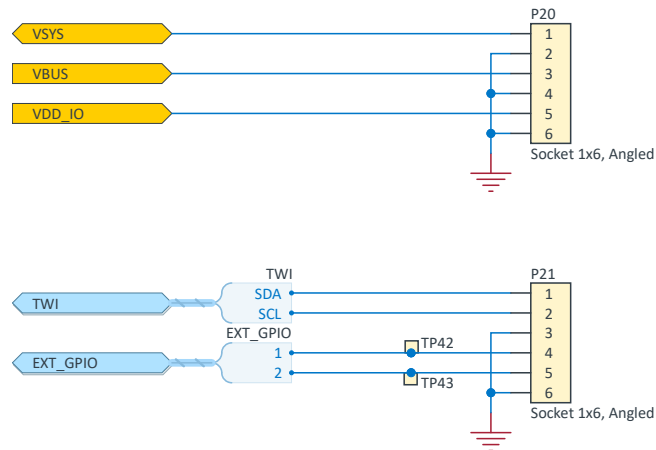 P20
VSYS
1
2
VBUS
3
4
VDD_IO
5
6
Socket 1x6, Angled
TWI
P21
TWI
SDA
1
SCL
2
EXT_GPIO
3
EXT_GPIO
1
TP42
4
2
TP43
5
6
Socket 1x6, Angled